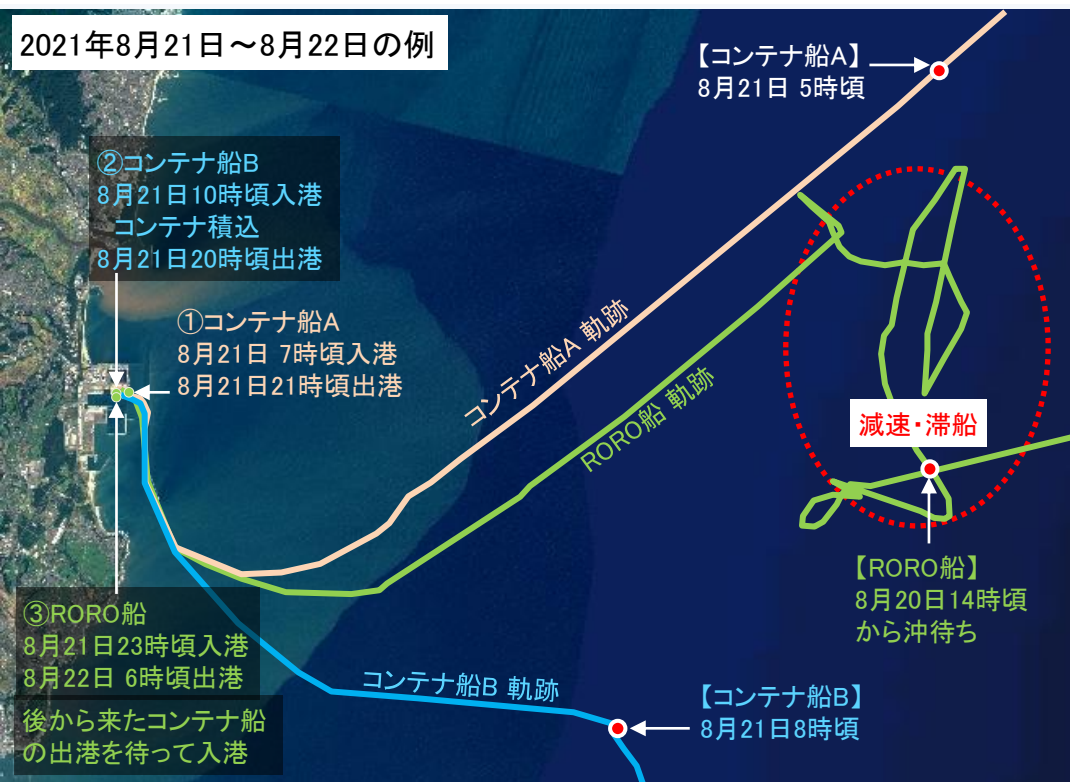 2021年8月21日～8月22日の例
【コンテナ船A】
8月21日 5時頃
②コンテナ船B
8月21日10時頃入港
コンテナ積込
8月21日20時頃出港
①コンテナ船A
8月21日 7時頃入港
8月21日21時頃出港
コンテナ船A 軌跡
RORO船 軌跡
減速・滞船
【RORO船】
8月20日14時頃
から沖待ち
③RORO船
8月21日23時頃入港
8月22日 6時頃出港
後から来たコンテナ船
の出港を待って入港
コンテナ船B 軌跡
【コンテナ船B】
8月21日8時頃